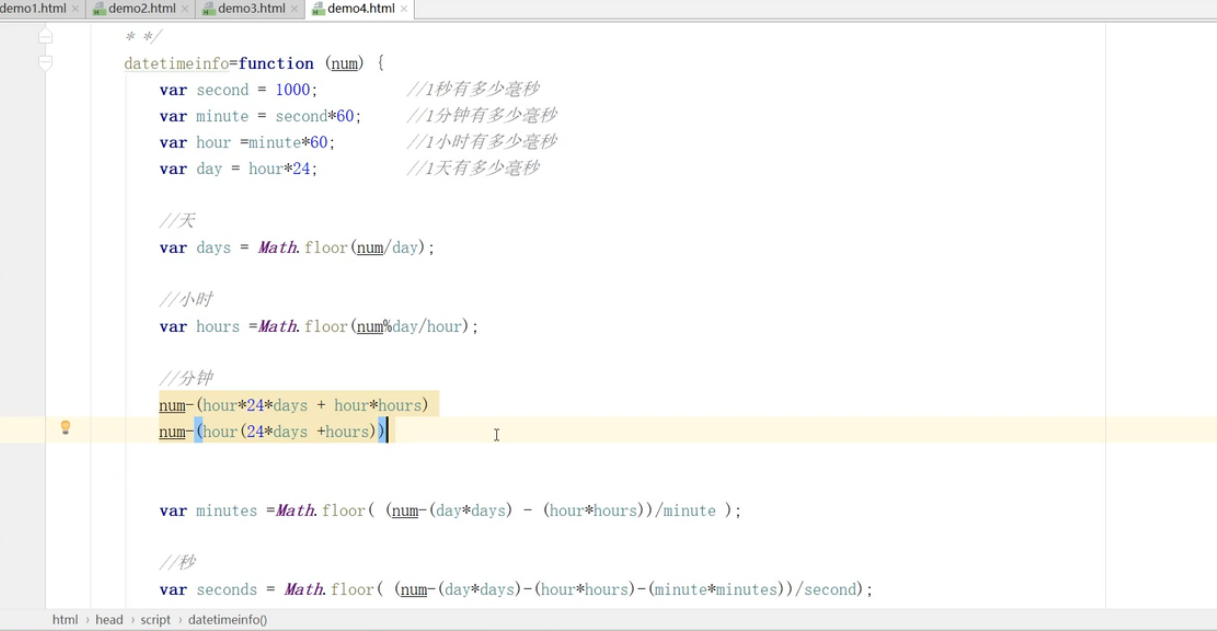 demo1.html × demo2.html × demo3.html × demo4.html ×
* */
datetimeinfo=function (num) {
var second = 1000; //1秒有多少毫秒
var minute = second*60; //1分钟有多少毫秒
var hour =minute*60; //1小时有多少毫秒
var day = hour*24; //1天有多少毫秒
//天
var days = Math.floor(num/day);
//小时
var hours =Math.floor(num%day/hour);
//分钟
num-(hour*24*days + hour*hours)
num-(hour(24*days +hours))
var minutes =Math.floor( (num-(day*days) - (hour*hours))/minute );
//秒
var seconds = Math.floor( (num-(day*days)-(hour*hours)-(minute*minutes))/second);
html › head › script › datetimeinfo()